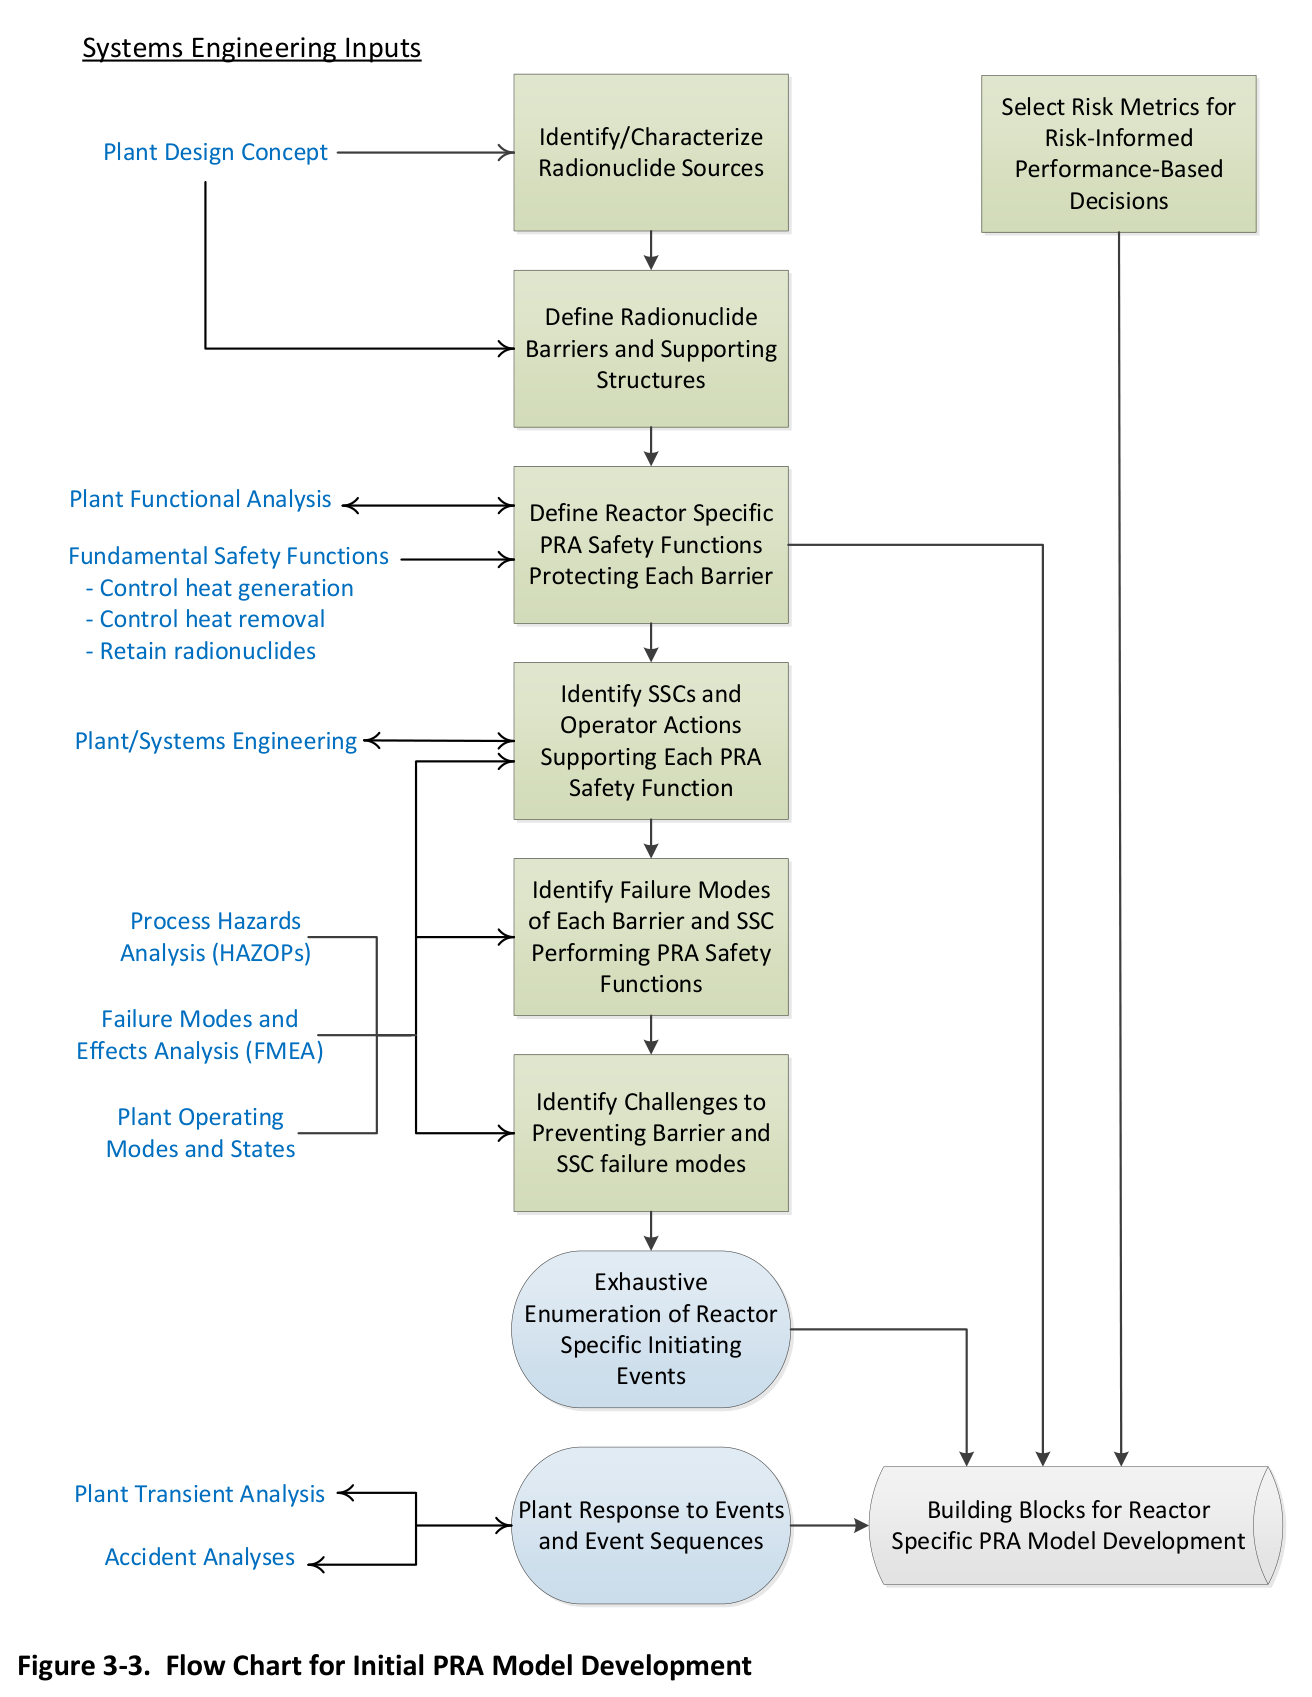 Systems Engineering Inputs
Plant Design Concept
Identify/Characterize
Radionuclide Sources
Select Risk Metrics for
Risk-Informed
Performance-Based
Decisions
Define Radionuclide
Barriers and Supporting
Structures
Plant Functional Analysis
Fundamental Safety Functions
- Control heat generation
- Control heat removal
- Retain radionuclides
Define Reactor Specific
PRA Safety Functions
Protecting Each Barrier
Plant/Systems Engineering
Identify SSCs and
Operator Actions
Supporting Each PRA
Safety Function
Process Hazards
Analysis (HAZOPs)
Identify Failure Modes
of Each Barrier and SSC
Performing PRA Safety
Functions
Failure Modes and
Effects Analysis (FMEA)
Plant Operating
Modes and States
Identify Challenges to
Preventing Barrier and
SSC failure modes
Exhaustive
Enumeration of Reactor
Specific Initiating
Events
Plant Transient Analysis
Accident Analyses
Plant Response to Events
and Event Sequences
Building Blocks for Reactor
Specific PRA Model Development
Figure 3-3.  Flow Chart for Initial PRA Model Development